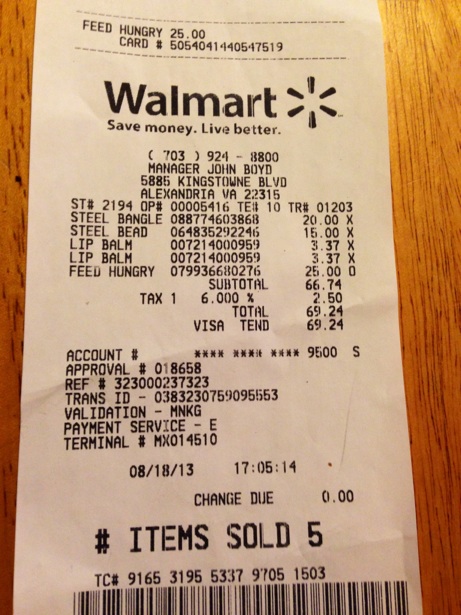 FEED HUNGRY 25.00
CARD # 5054041440547519
Walmart
Save money. Live better.
( 703 ) 924 - 8800
MANAGER JOHN BOYD
5885 KINGSTOWNE BLVD
ALEXANDRIA VA 22315
ST# 2194 OP# 00005416 TE# 10 TR# 01203
STEEL BANGLE 088774603868 20.00 X
STEEL BEAD 064835292246 15.00 X
LIP BALM 007214000959 3.37 X
LIP BALM 007214000959 3.37 X
FEED HUNGRY 079936680276 25.00 O
SUBTOTAL 66.74
TAX 1 6.000 % 2.50
TOTAL 69.24
VISA TEND 69.24
ACCOUNT # **** **** **** 9500 S
APPROVAL # 018658
REF # 323000237323
TRANS ID - 0383230759095553
VALIDATION - MNKG
PAYMENT SERVICE - E
TERMINAL # MX014510
08/18/13 17:05:14
CHANGE DUE 0.00
# ITEMS SOLD 5
TC# 9165 3195 5337 9705 1503